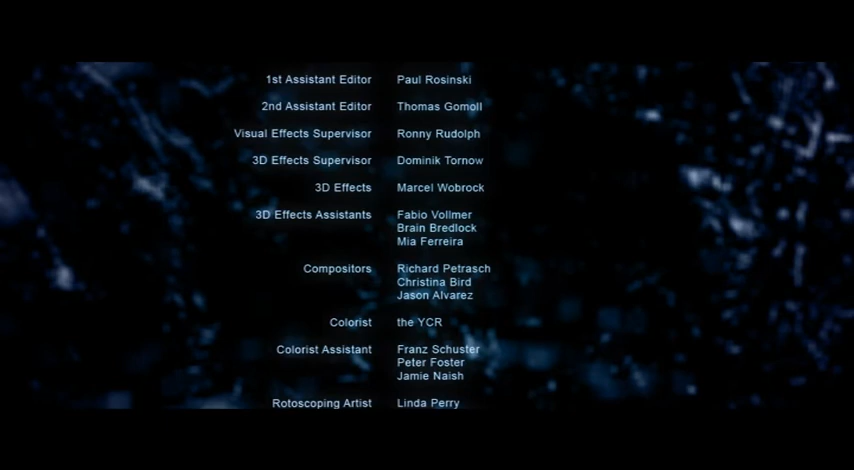 1st Assistant Editor Paul Rosinski
2nd Assistant Editor Thomas Gomoll
Visual Effects Supervisor Ronny Rudolph
3D Effects Supervisor Dominik Tornow
3D Effects Marcel Wobrock
3D Effects Assistants Fabio Vollmer
Brain Bredlock
Mia Ferreira
Compositors Richard Petrasch
Christina Bird
Jason Alvarez
Colorist the YCR
Colorist Assistant Franz Schuster
Peter Foster
Jamie Naish
Rotoscoping Artist Linda Perry